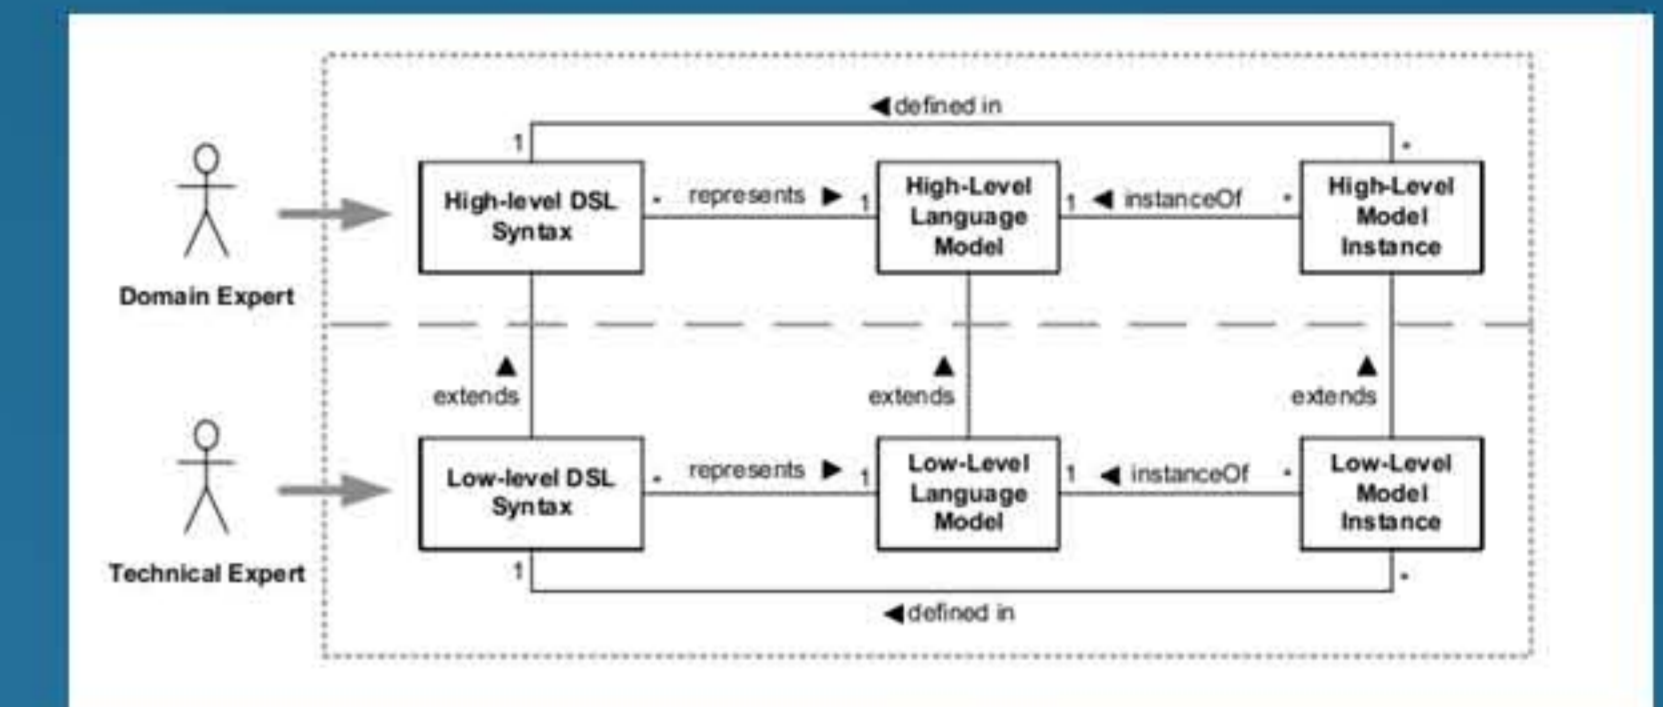 ◀ defined in
1
*
High-level DSL
Syntax
* represents ▶ 1
High-Level
Language
Model
1 ◀ instanceOf *
High-Level
Model
Instance
Domain Expert
▲
extends
▲
extends
▲
extends
Low-level DSL
Syntax
* represents ▶ 1
Low-Level
Language
Model
1 ◀ instanceOf *
Low-Level
Model
Instance
Technical Expert
1
*
◀ defined in